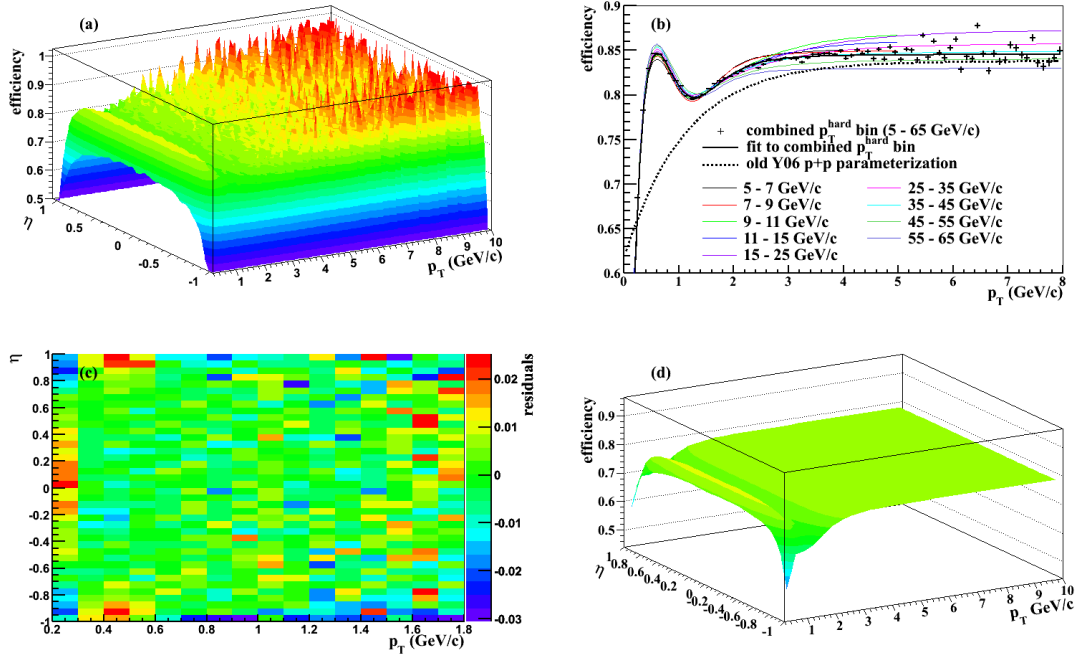 (a)
efficiency
1
0.9
0.8
0.7
0.6
0.5
1
0.5
0
-0.5
-1
η
1
2
3
4
5
6
7
8
9
10
p_T (GeV/c)
(b)
efficiency
0.9
0.85
0.8
0.75
0.7
0.65
0.6
combined p_T^hard bin (5 - 65 GeV/c)
fit to combined p_T^hard bin
old Y06 p+p parameterization
5 - 7 GeV/c
7 - 9 GeV/c
9 - 11 GeV/c
11 - 15 GeV/c
15 - 25 GeV/c
25 - 35 GeV/c
35 - 45 GeV/c
45 - 55 GeV/c
55 - 65 GeV/c
0 1 2 3 4 5 6 7 8
p_T (GeV/c)
(c)
η
1
0.8
0.6
0.4
0.2
0
-0.2
-0.4
-0.6
-0.8
-1
0.2 0.4 0.6 0.8 1 1.2 1.4 1.6 1.8
p_T (GeV/c)
residuals
0.02
0.01
0
-0.01
-0.02
-0.03
(d)
efficiency
0.9
0.8
0.7
0.6
0.5
1
0.8
0.6
0.4
0.2
0
-0.2
-0.4
-0.6
-0.8
-1
η
1
2
3
4
5
6
7
8
9
10
p_T GeV/c